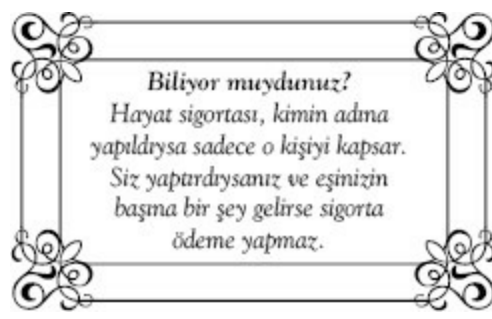 Biliyor muydunuz?
Hayat sigortası, kimin adına
yapıldıysa sadece o kişiyi kapsar.
Siz yaptırdıysanız ve eşinizin
başına bir şey gelirse sigorta
ödeme yapmaz.